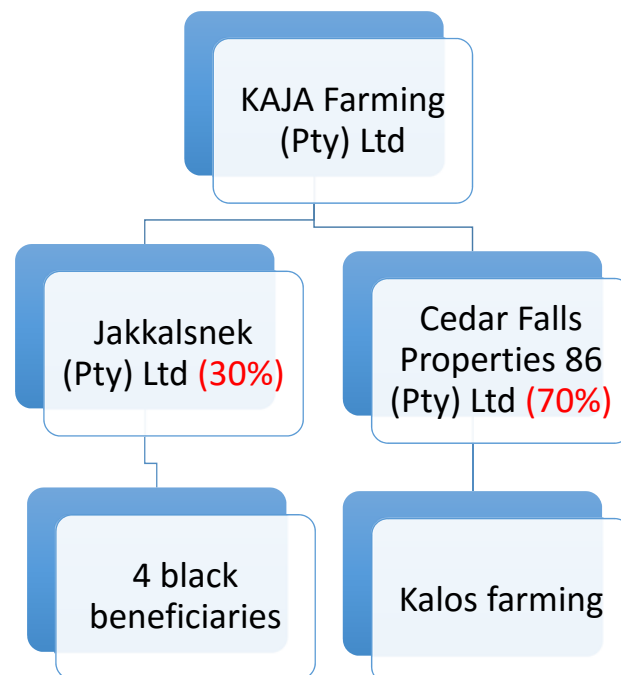 KAJA Farming
(Pty) Ltd
Jakkalsnek
(Pty) Ltd (30%)
Cedar Falls
Properties 86
(Pty) Ltd (70%)
4 black
beneficiaries
Kalos farming